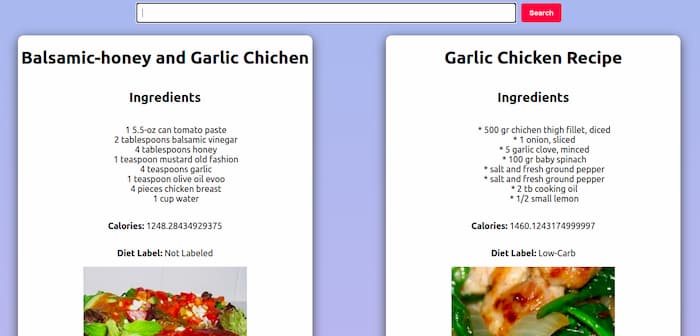 Search
Balsamic-honey and Garlic Chichen
Ingredients
1 5.5-oz can tomato paste
2 tablespoons balsamic vinegar
4 tablespoons honey
1 teaspoon mustard old fashion
4 teaspoons garlic
1 teaspoon olive oil evoo
4 pieces chicken breast
1 cup water
Calories: 1248.28434929375
Diet Label: Not Labeled
Garlic Chicken Recipe
Ingredients
* 500 gr chichen thigh fillet, diced
* 1 onion, sliced
* 5 garlic clove, minced
* 100 gr baby spinach
* salt and fresh ground pepper
* salt and fresh ground pepper
* 2 tb cooking oil
* 1/2 small lemon
Calories: 1460.1243174999997
Diet Label: Low-Carb